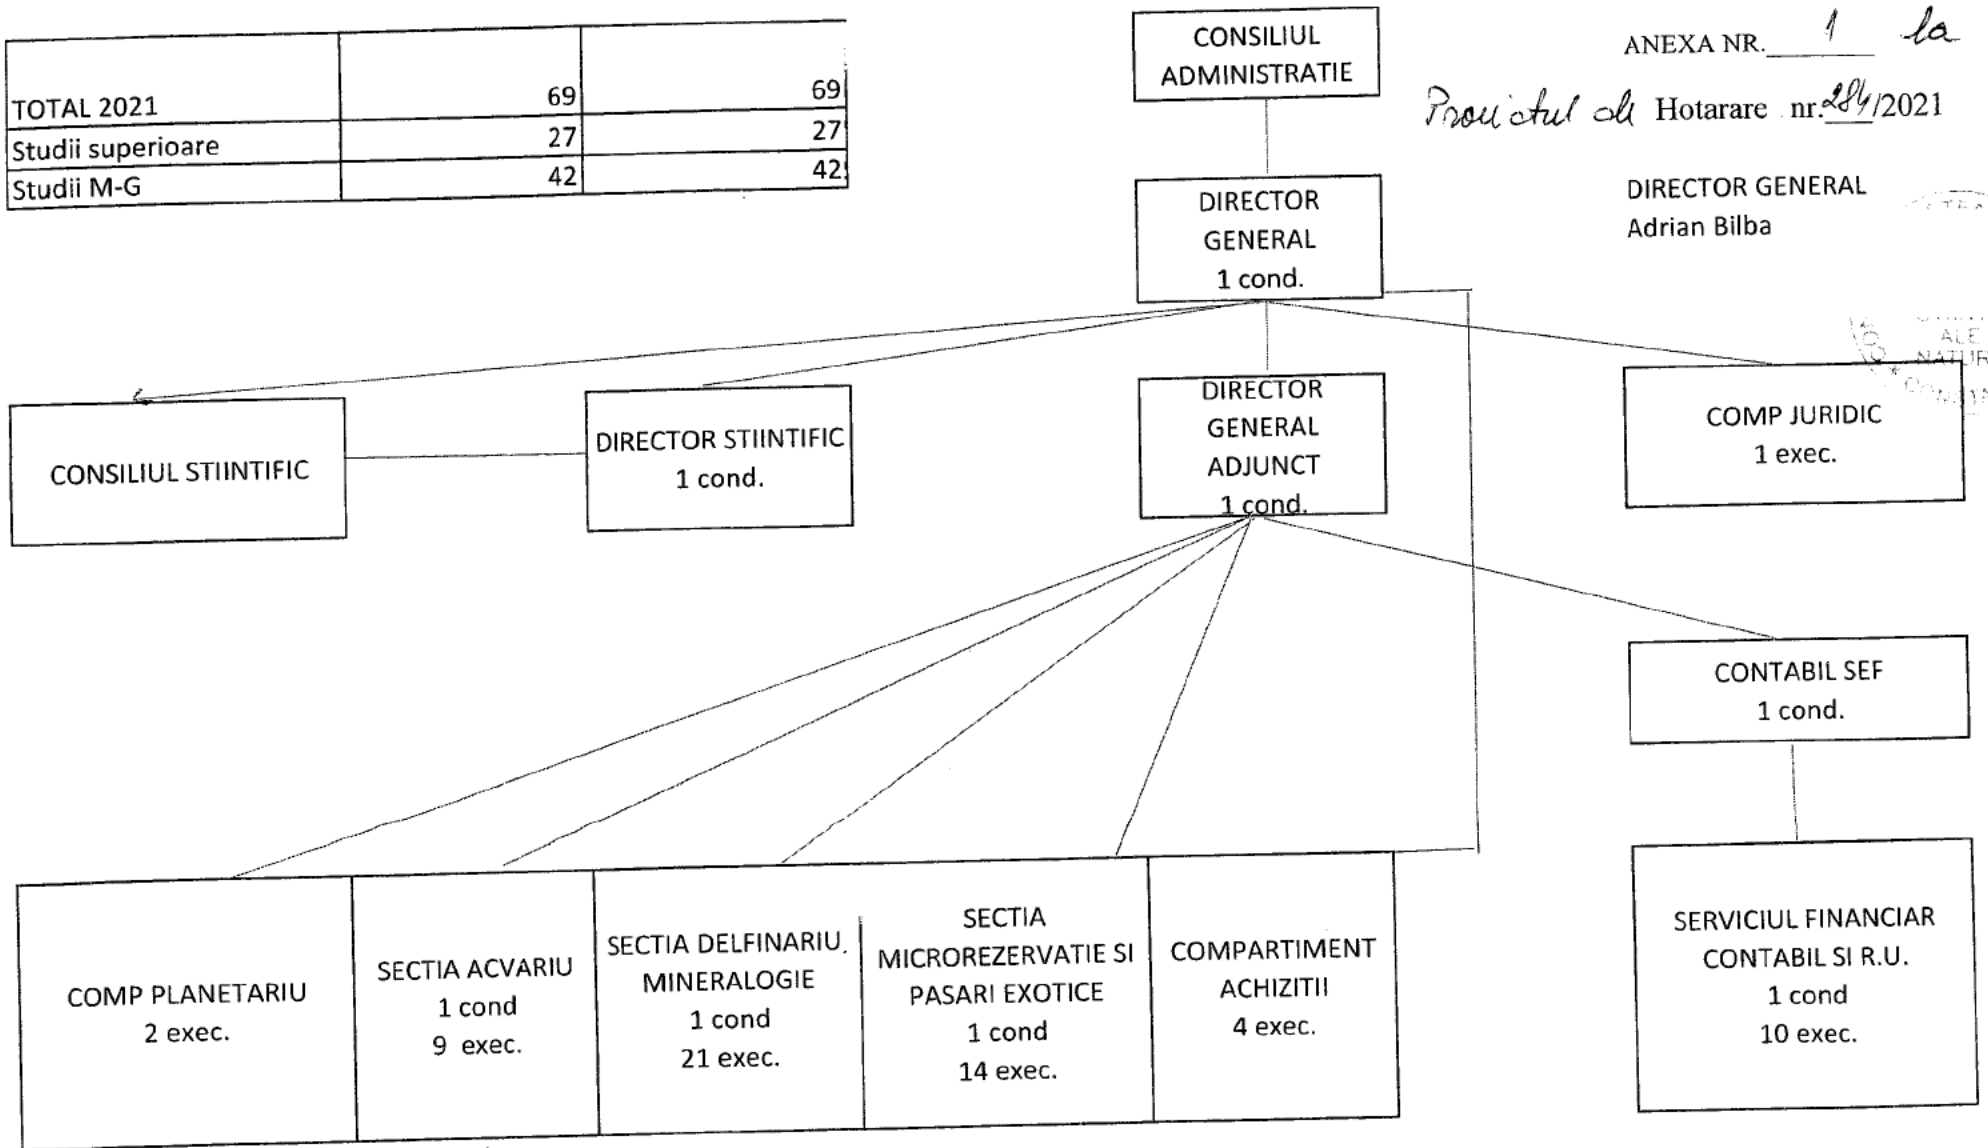 TOTAL 2021 69 69
Studii superioare 27 27
Studii M-G 42 42
CONSILIUL
ADMINISTRATIE
ANEXA NR. 1 la
Proiectul de Hotarare nr. 284/2021
DIRECTOR GENERAL
Adrian Bilba
DIRECTOR
GENERAL
1 cond.
ALE
NATUR
CONSILIUL STIINTIFIC
DIRECTOR STIINTIFIC
1 cond.
DIRECTOR
GENERAL
ADJUNCT
1 cond.
COMP JURIDIC
1 exec.
CONTABIL SEF
1 cond.
COMP PLANETARIU
2 exec.
SECTIA ACVARIU
1 cond
9 exec.
SECTIA DELFINARIU.
MINERALOGIE
1 cond
21 exec.
SECTIA
MICROREZERVATIE SI
PASARI EXOTICE
1 cond
14 exec.
COMPARTIMENT
ACHIZITII
4 exec.
SERVICIUL FINANCIAR
CONTABIL SI R.U.
1 cond
10 exec.